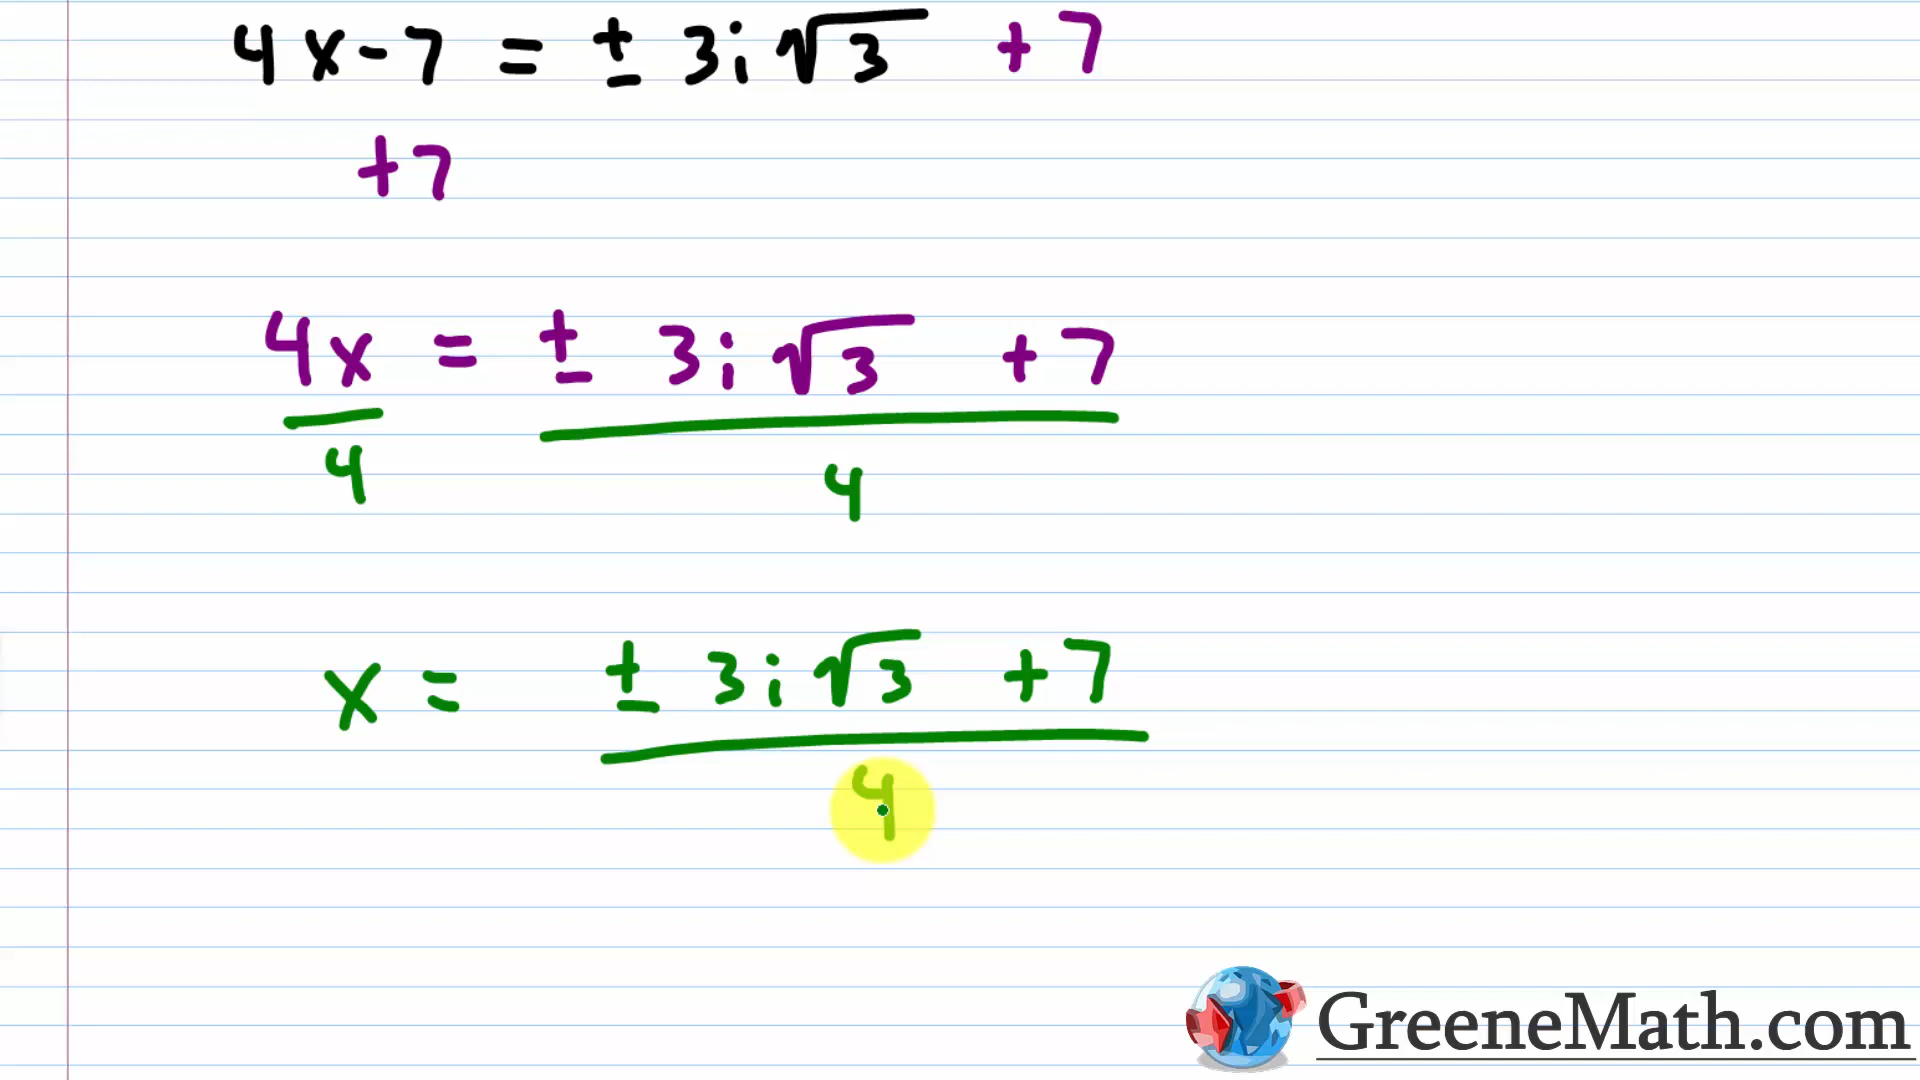 4x - 7 = ± 3i√3 + 7
+7
4x = ± 3i√3 + 7
4 4
x = ± 3i√3 + 7
4
GreeneMath.com